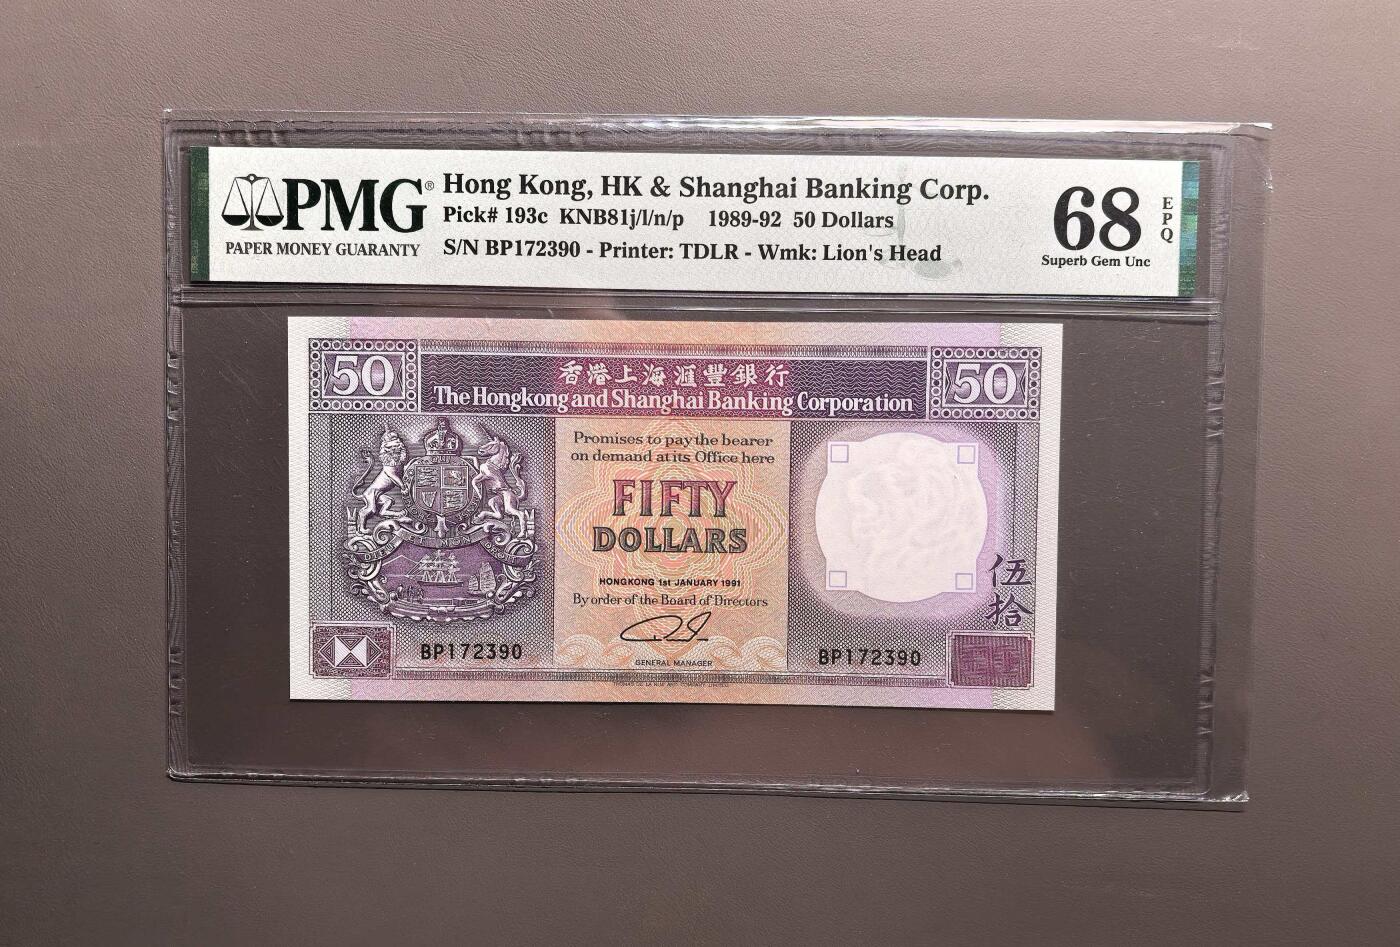 PMG®
PAPER MONEY GUARANTY
Hong Kong, HK & Shanghai Banking Corp.
Pick# 193c KNB81j/l/n/p 1989-92 50 Dollars
S/N BP172390 - Printer: TDLR - Wmk: Lion's Head
68
EPQ
Superb Gem Unc
50
香港上海滙豐銀行
The Hongkong and Shanghai Banking Corporation
50
Promises to pay the bearer
on demand at its Office here
FIFTY
DOLLARS
HONGKONG 1st JANUARY 1991
By order of the Board of Directors
GENERAL MANAGER
伍拾
BP172390
BP172390